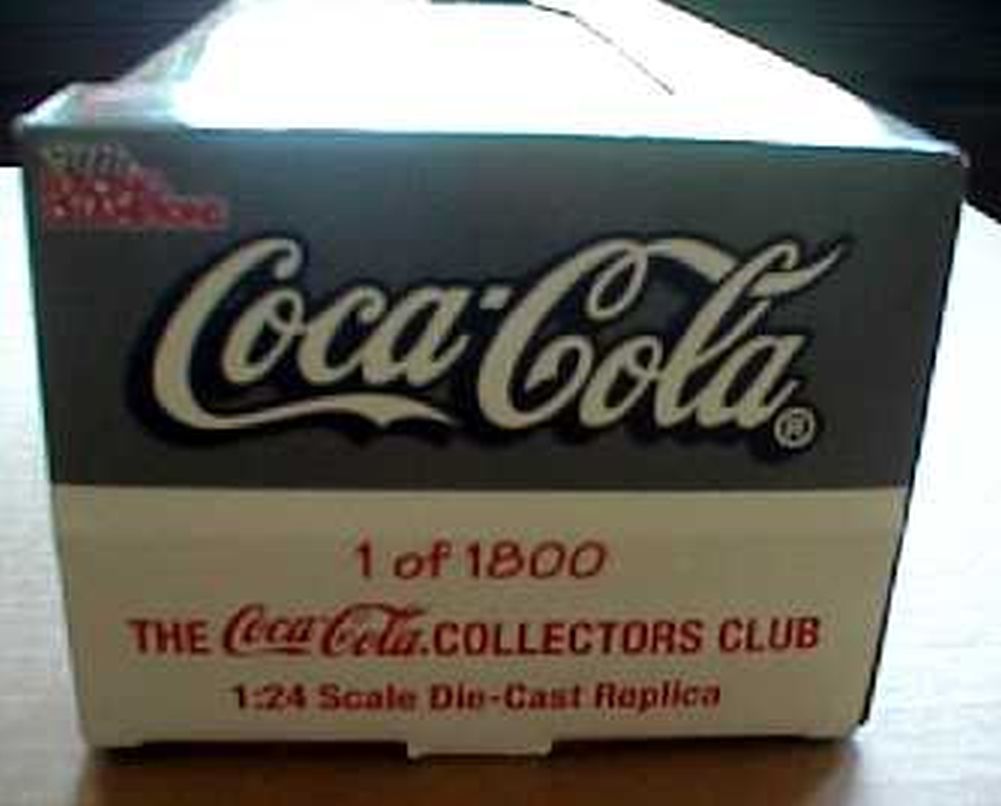 Coca-Cola®
1 of 1800
THE Coca-Cola. COLLECTORS CLUB
1:24 Scale Die-Cast Replica